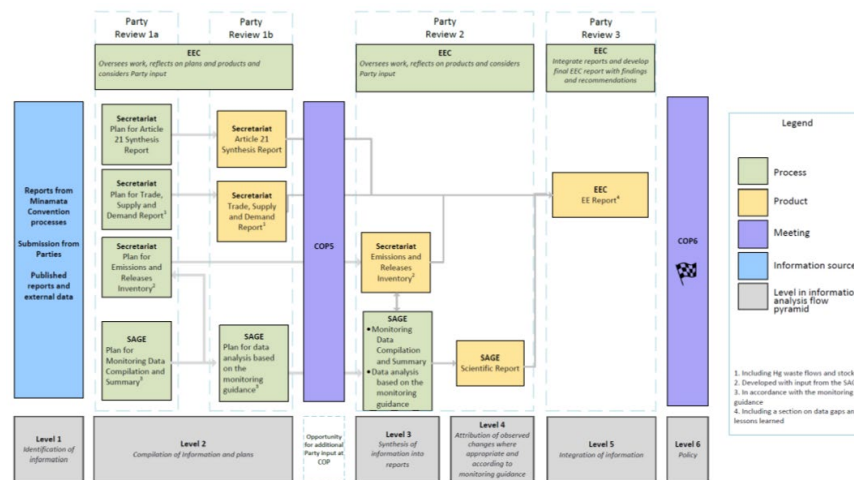 Party
Review 1a
Party
Review 1b
Party
Review 2
Party
Review 3
EEC
Oversees work, reflects on plans and products and
considers Party input
EEC
Oversees work, reflects on products and considers
Party input
EEC
Integrate reports and develop
final EEC report with findings
and recommendations
Reports from
Minamata
Convention
processes
Submission from
Parties
Published
reports and
external data
Secretariat
Plan for Article
21 Synthesis
Report
Secretariat
Article 21
Synthesis Report
Secretariat
Plan for Trade,
Supply and
Demand Report¹
Secretariat
Trade, Supply
and Demand
Report¹
Secretariat
Plan for
Emissions and
Releases
Inventory²
SAGE
Plan for
Monitoring Data
Compilation and
Summary³
SAGE
Plan for data
analysis based
on the
monitoring
guidance³
COP5
Secretariat
Emissions and
Releases
Inventory²
SAGE
• Monitoring
Data
Compilation
and Summary
• Data analysis
based on the
monitoring
guidance
SAGE
Scientific Report
EEC
EE Report⁴
COP6
Legend
Process
Product
Meeting
Information source
Level in information
analysis flow
pyramid
1. Including Hg waste flows and stock
2. Developed with input from the SAG
3. In accordance with the monitoring
guidance
4. Including a section on data gaps an
lessons learned
Level 1
Identification of
information
Level 2
Compilation of Information and plans
Opportunity
for additional
Party Input at
COP
Level 3
Synthesis of
information into
reports
Level 4
Attribution of observed
changes where
appropriate and
according to
monitoring guidance
Level 5
Integration of information
Level 6
Policy